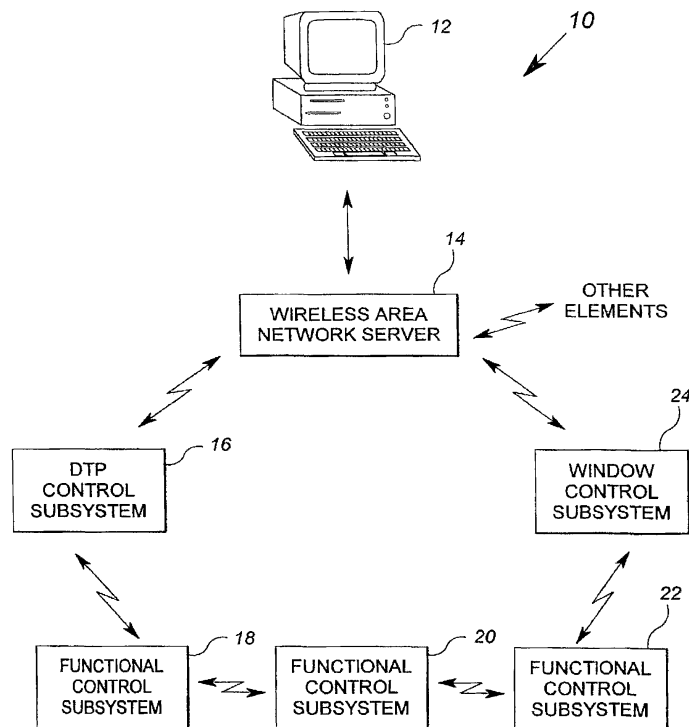 12
10
14
WIRELESS AREA
NETWORK SERVER
OTHER
ELEMENTS
16
DTP
CONTROL
SUBSYSTEM
24
WINDOW
CONTROL
SUBSYSTEM
18
FUNCTIONAL
CONTROL
SUBSYSTEM
20
FUNCTIONAL
CONTROL
SUBSYSTEM
22
FUNCTIONAL
CONTROL
SUBSYSTEM